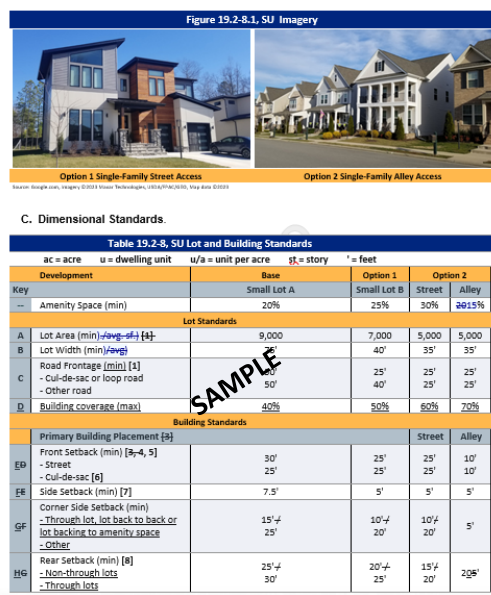 Figure 19.2-8.1, SU Imagery
Option 1 Single-Family Street Access
Option 2 Single-Family Alley Access
Source: Google.com, Imagery ©2023 Maxar Technologies, USDA/FPAC/GEO, Map data ©2023
C. Dimensional Standards.
Table 19.2-8, SU Lot and Building Standards
ac = acre u = dwelling unit u/a = unit per acre st = story ' = feet
Development Base Option 1 Option 2
Key Small Lot A Small Lot B Street Alley
-- Amenity Space (min) 20% 25% 30% 2015%
Lot Standards
A Lot Area (min)/avg. sf.) [1] 9,000 7,000 5,000 5,000
B Lot Width (min)/avg) 40' 35' 35'
C Road Frontage (min) [1]
- Cul-de-sac or loop road 25' 25' 25'
- Other road 50' 40' 25' 25'
D Building coverage (max) 40% 50% 60% 70%
Building Standards
Primary Building Placement [3] Street Alley
ED Front Setback (min) [3, 4, 5]
- Street 30' 25' 25' 10'
- Cul-de-sac [6] 25' 25' 25' 10'
FE Side Setback (min) [7] 7.5' 5' 5' 5'
GF Corner Side Setback (min)
- Through lot, lot back to back or 15'/ 10'/ 10'/ 5'
lot backing to amenity space 25' 20' 20'
- Other
HG Rear Setback (min) [8]
- Non-through lots 25'/ 20'/ 15'/ 205'
- Through lots 30' 25' 20'
SAMPLE